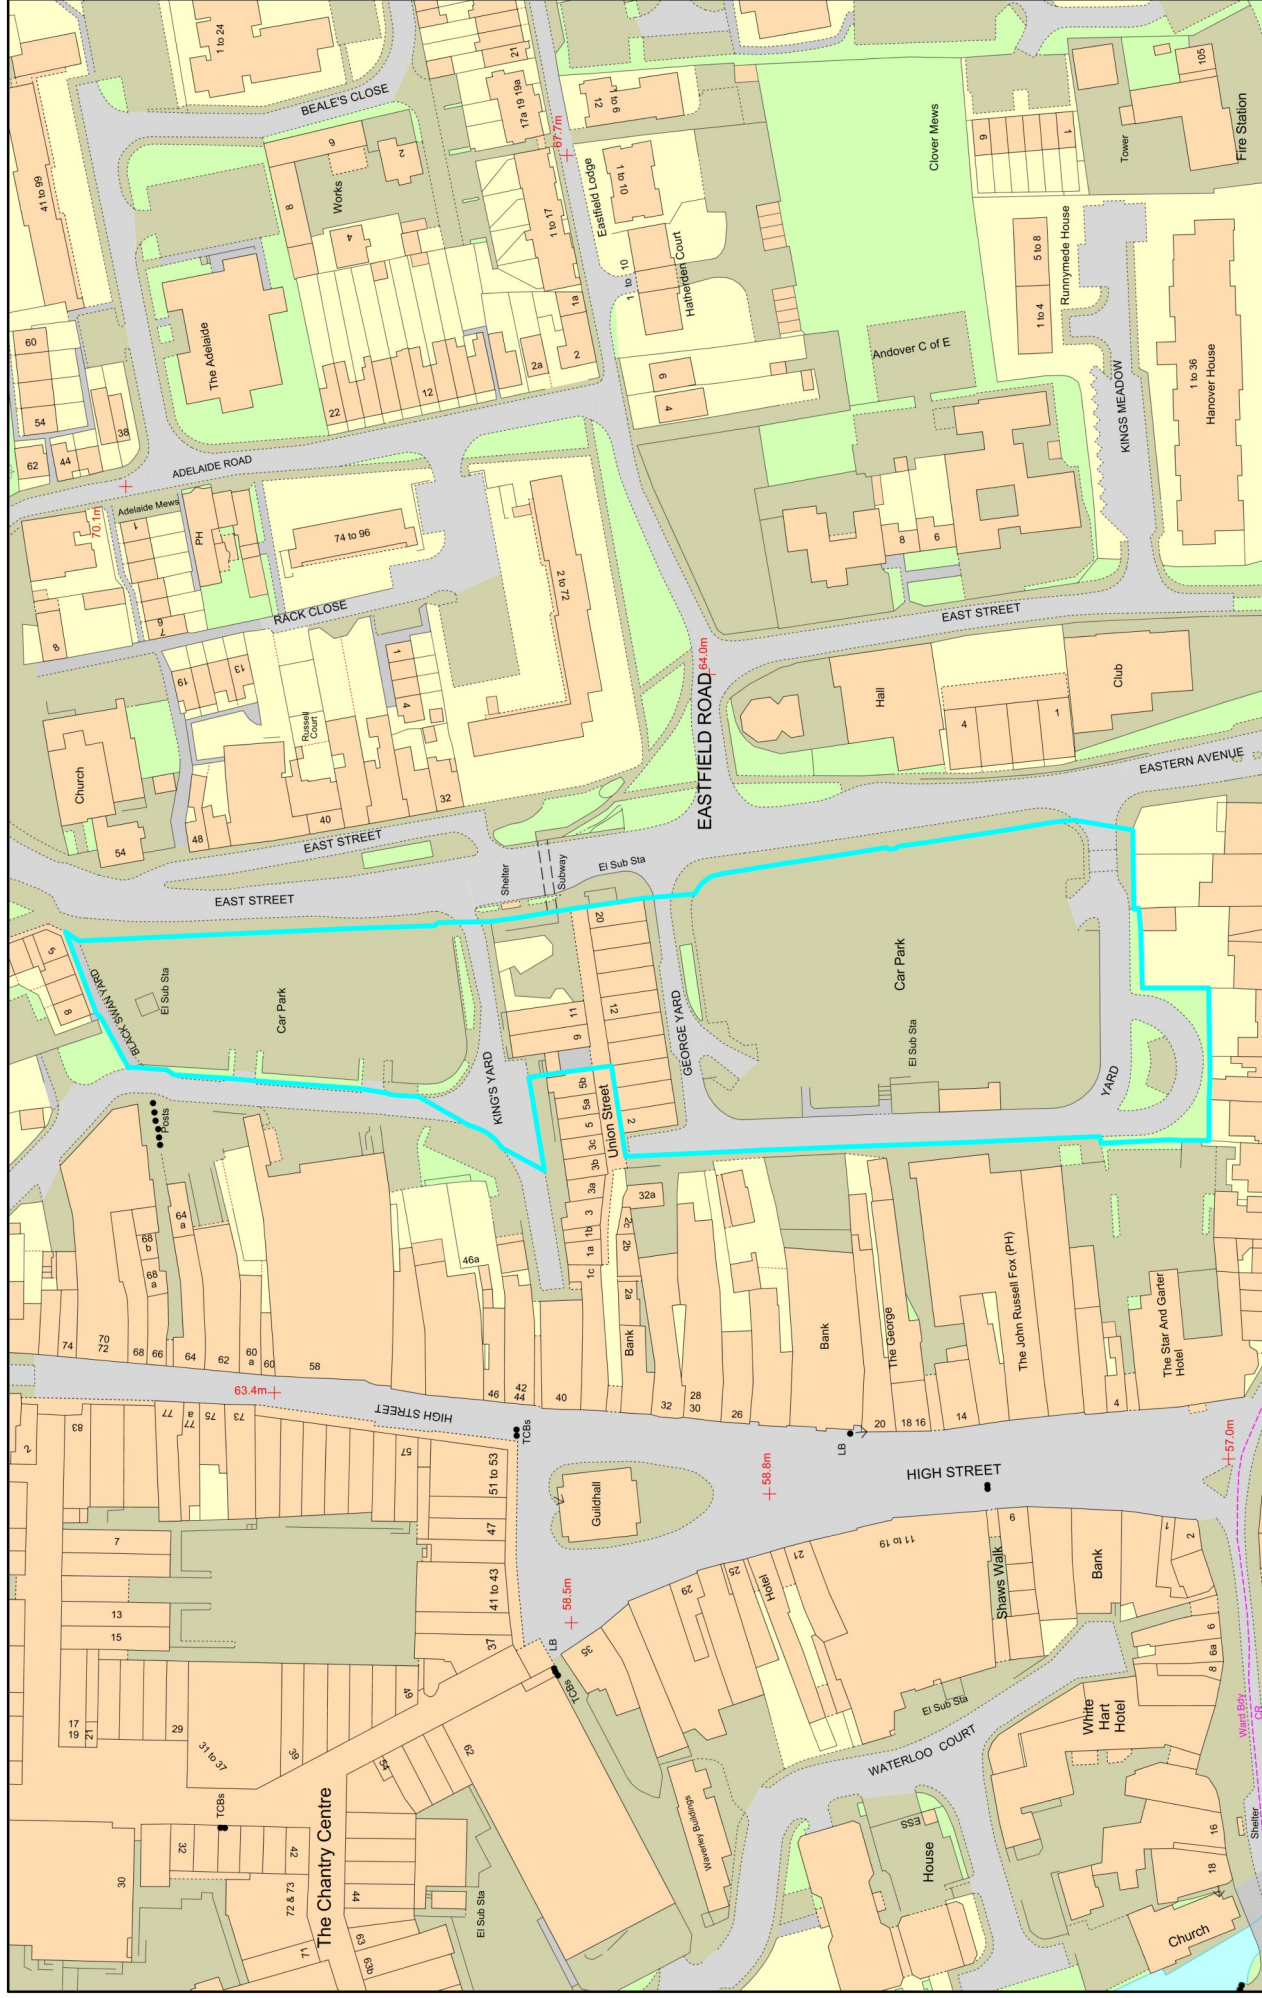 1 to 24
BEALE'S CLOSE
21
17a 19 19a
12
1 to 6
105
41 to 99
6
2
67.7m
Clover Mews
9
1
Tower
Fire Station
8
Works
4
1 to 17
Eastfield Lodge
1 to 10
The Adelaide
1a
1 to 10
Hatherden Court
5 to 8
Runnymede House
60
54
22
12
2a
2
6
4
Andover C of E
1 to 4
1 to 36
Hanover House
38
62
44
ADELAIDE ROAD
KINGS MEADOW
70.1m
Adelaide Mews
1
PH
74 to 96
2 to 72
8
6
8
6
7
RACK CLOSE
EAST STREET
19
13
1
4
64.0m
Russell
Court
Hall
Club
4
1
Church
54
48
40
32
EASTFIELD ROAD
EASTERN AVENUE
EAST STREET
Shelter
Subway
El Sub Sta
EAST STREET
5
8
BLACK SWAN YARD
El Sub Sta
Car Park
20
12
11
9
Car Park
KING'S YARD
GEORGE YARD
El Sub Sta
YARD
Posts
5b
5a
5
3c
3b
3a
3
1b
1a
1c
Union Street
2
32a
2c
2b
2a
Bank
64
a
68
b
68
a
46a
74
70
72
68
66
64
62
60
a
60
58
46
42
44
40
32
28
30
26
Bank
The George
20
18 16
14
The John Russell Fox (PH)
4
The Star And Garter
Hotel
63.4m
HIGH STREET
TCBs
LB
57.0m
2
83
77
77
a
75
73
57
51 to 53
47
41 to 43
37
Guildhall
58.8m
HIGH STREET
7
13
15
58.5m
LB
TCBs
35
29
25
Hotel
21
11 to 19
Shaws Walk
6
Bank
1
2
6
6a
8
17
19
21
29
31 to 37
39
49
El Sub Sta
White
Hart
Hotel
Ward Bdy
CR
WATERLOO COURT
54
62
The Chantry Centre
TCBs
30
32
42
72 & 73
71
44
63
63b
El Sub Sta
Waverley Buildings
ESS
House
16
18
Shelter
Church